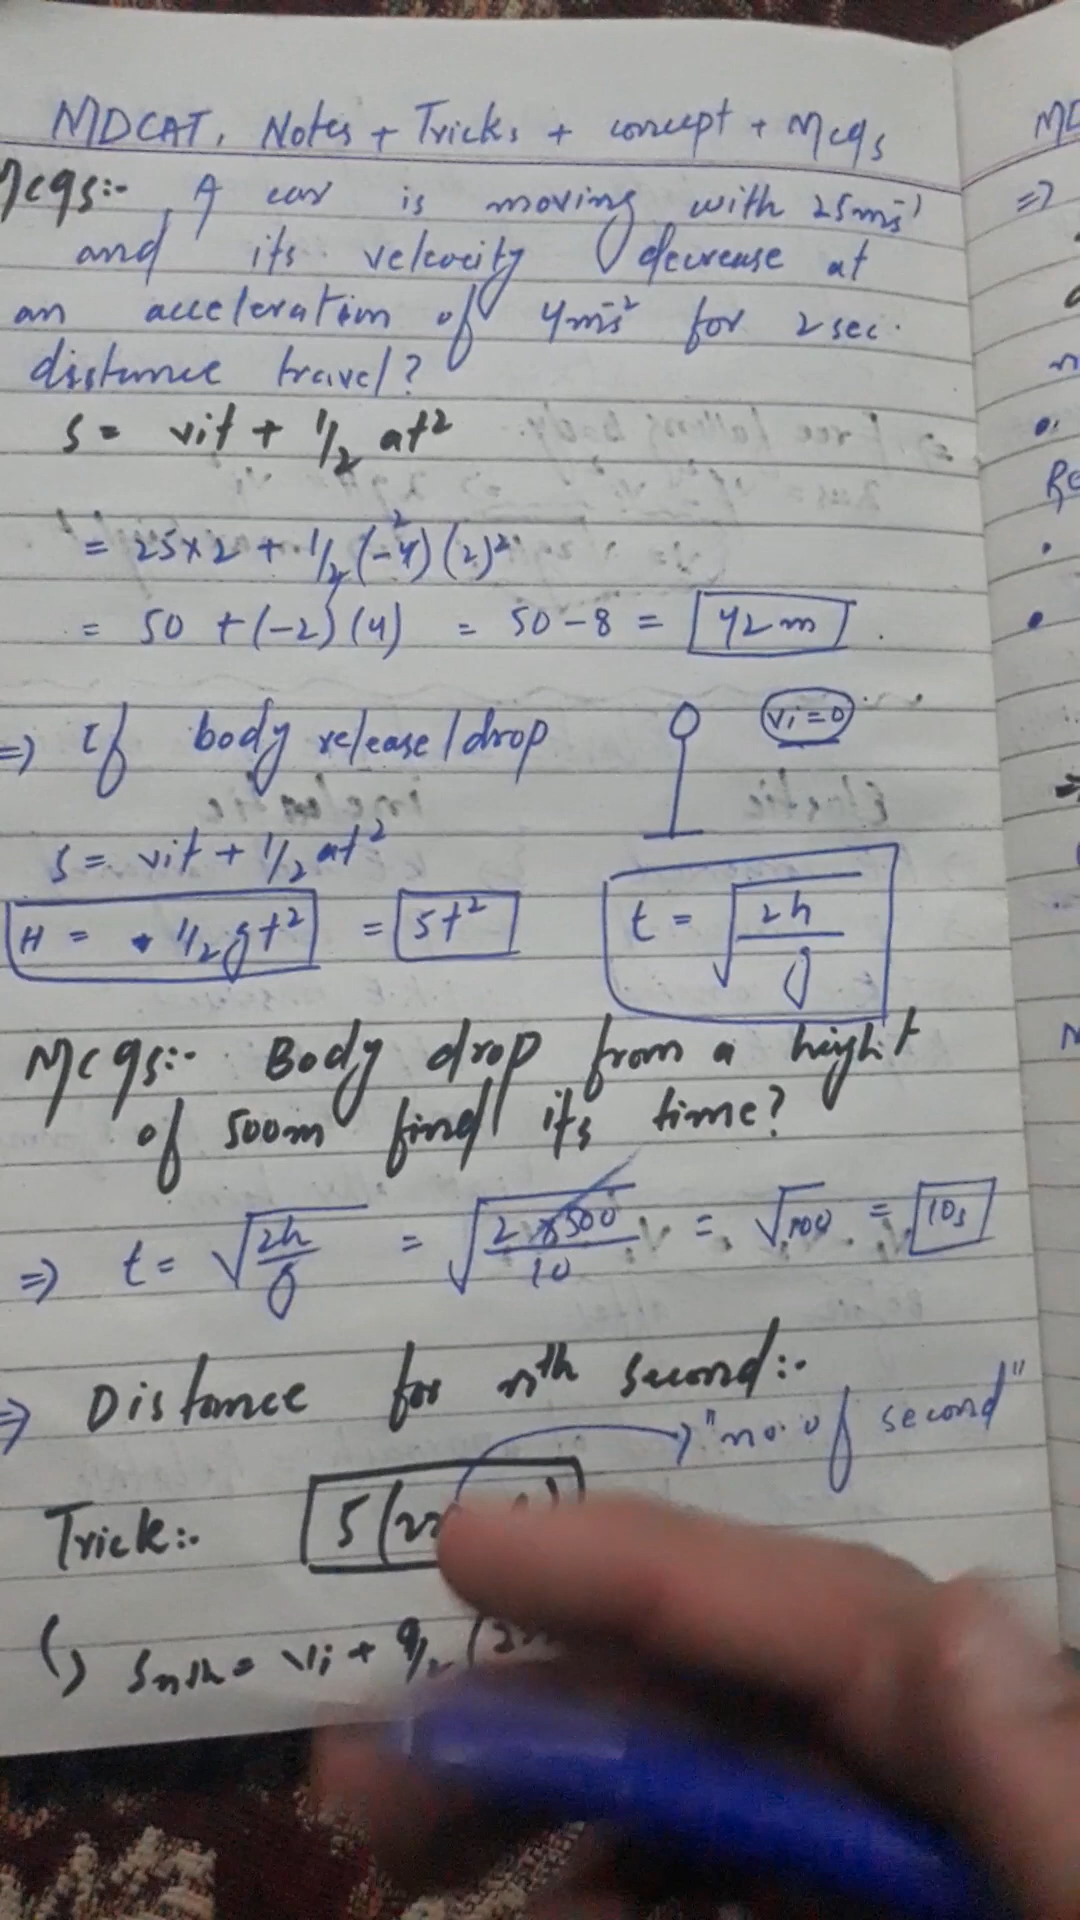 MDCAT, Notes + Tricks + concept + Mcqs
Mcqs:- A car is moving with 25ms⁻¹
and its velocity decrease at
an acceleration of 4ms⁻² for 2 sec.
distance travel?
S = vit + 1/2 at²
= 25×2 + 1/2 (-4)(2)²
= 50 + (-2)(4) = 50-8 = 42m
=) If body release/drop vi=0
S = vit + 1/2 at²
H = 1/2 gt² = 5t² t = √2h/g
Mcqs:- Body drop from a height
of 500m find its time?
=) t = √2h/g = √2×500/10 = √100 = 10s
=) Distance for nth second:-
"no. of second"
Trick:- 5(2n
Snth = vi + a/2 (2n